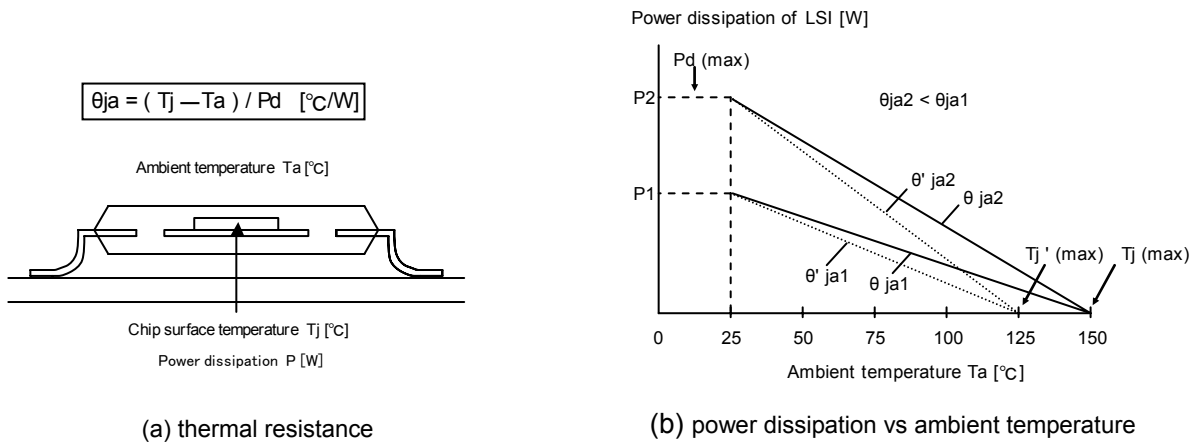 θja = ( Tj — Ta ) / Pd [℃/W]
Ambient temperature Ta [℃]
Chip surface temperature Tj [℃]
Power dissipation P [W]
(a) thermal resistance
Power dissipation of LSI [W]
Pd (max)
P2
θja2 < θja1
θ' ja2
P1
θ ja2
Tj ' (max)
Tj (max)
θ' ja1
θ ja1
0
25
50
75
100
125
150
Ambient temperature Ta [℃]
(b) power dissipation vs ambient temperature